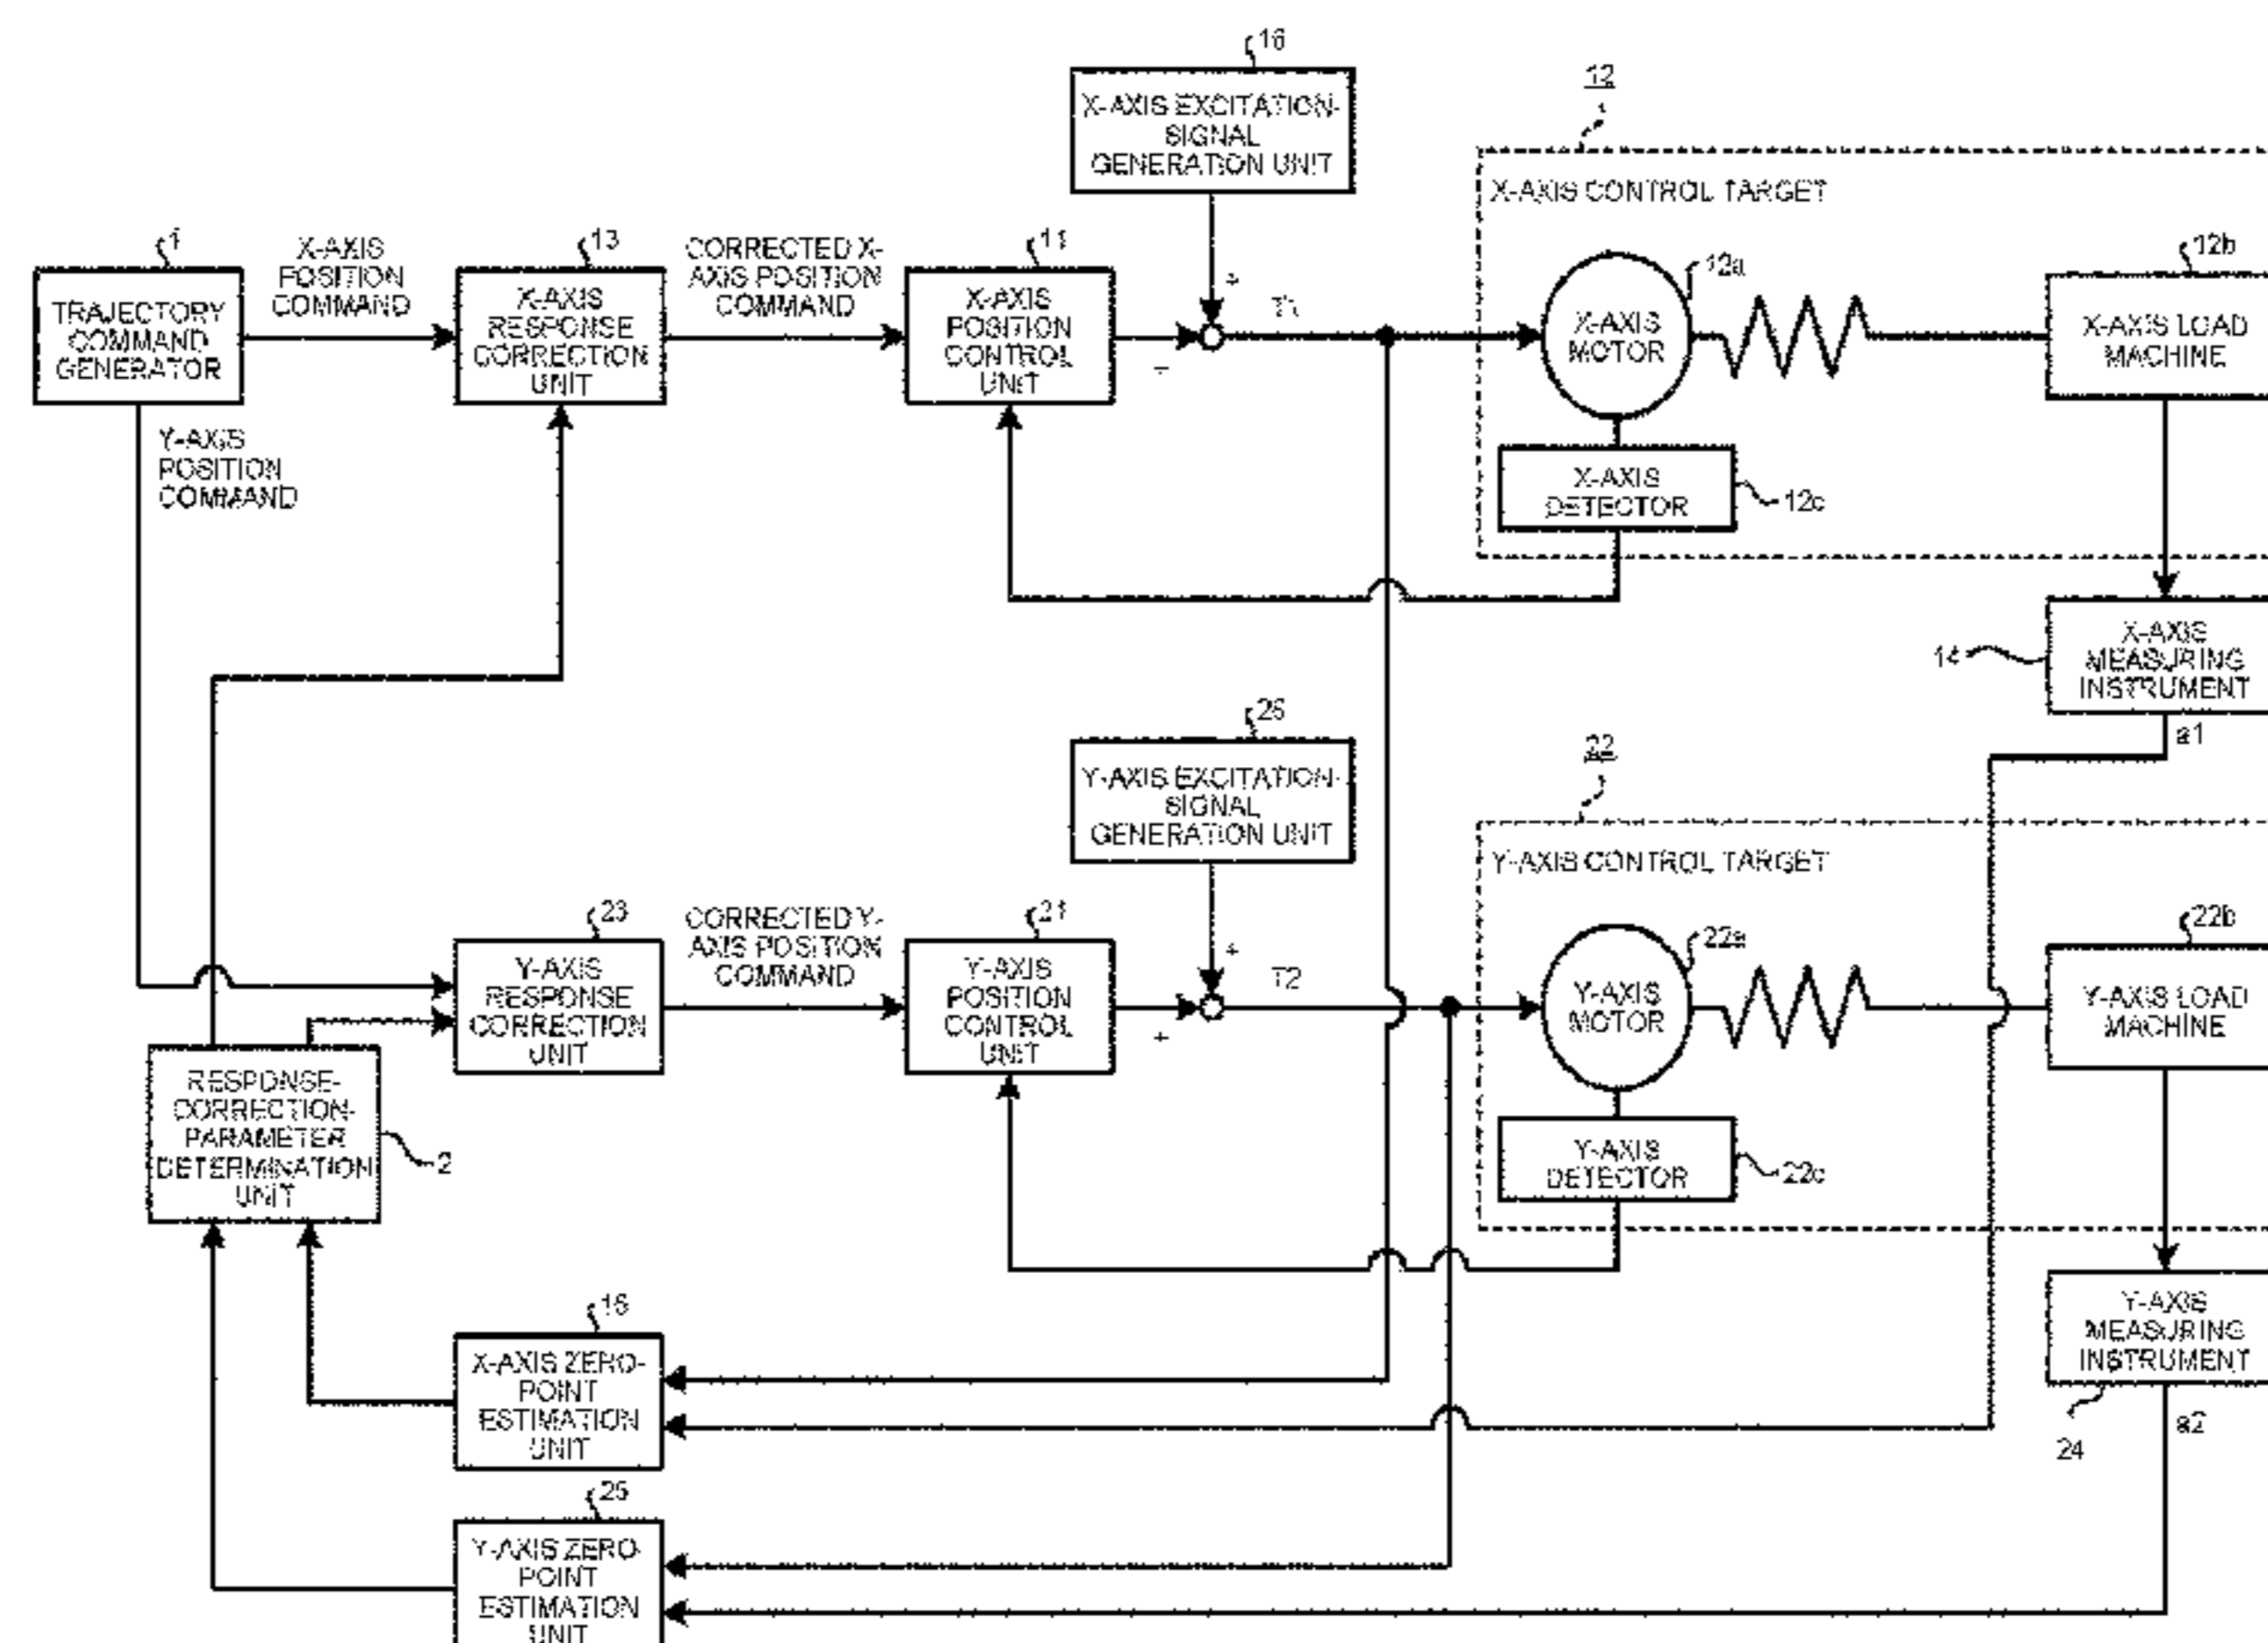 16
X-AXIS EXCITATION-
SIGNAL
GENERATION UNIT
12
X-AXIS CONTROL TARGET
1
TRAJECTORY
COMMAND
GENERATOR
X-AXIS
POSITION
COMMAND
13
X-AXIS
RESPONSE
CORRECTION
UNIT
CORRECTED X-
AXIS POSITION
COMMAND
11
X-AXIS
POSITION
CONTROL
UNIT
+
+
T1
12a
X-AXIS
MOTOR
12b
X-AXIS LOAD
MACHINE
Y-AXIS
POSITION
COMMAND
X-AXIS
DETECTOR
12c
14
X-AXIS
MEASURING
INSTRUMENT
a1
26
Y-AXIS EXCITATION-
SIGNAL
GENERATION UNIT
22
Y-AXIS CONTROL TARGET
23
Y-AXIS
RESPONSE
CORRECTION
UNIT
CORRECTED Y-
AXIS POSITION
COMMAND
21
Y-AXIS
POSITION
CONTROL
UNIT
+
+
T2
22a
Y-AXIS
MOTOR
22b
Y-AXIS LOAD
MACHINE
RESPONSE-
CORRECTION-
PARAMETER
DETERMINATION
UNIT
2
Y-AXIS
DETECTOR
22c
Y-AXIS
MEASURING
INSTRUMENT
24
a2
X-AXIS ZERO-
POINT
ESTIMATION
UNIT
25
Y-AXIS ZERO-
POINT
ESTIMATION
UNIT